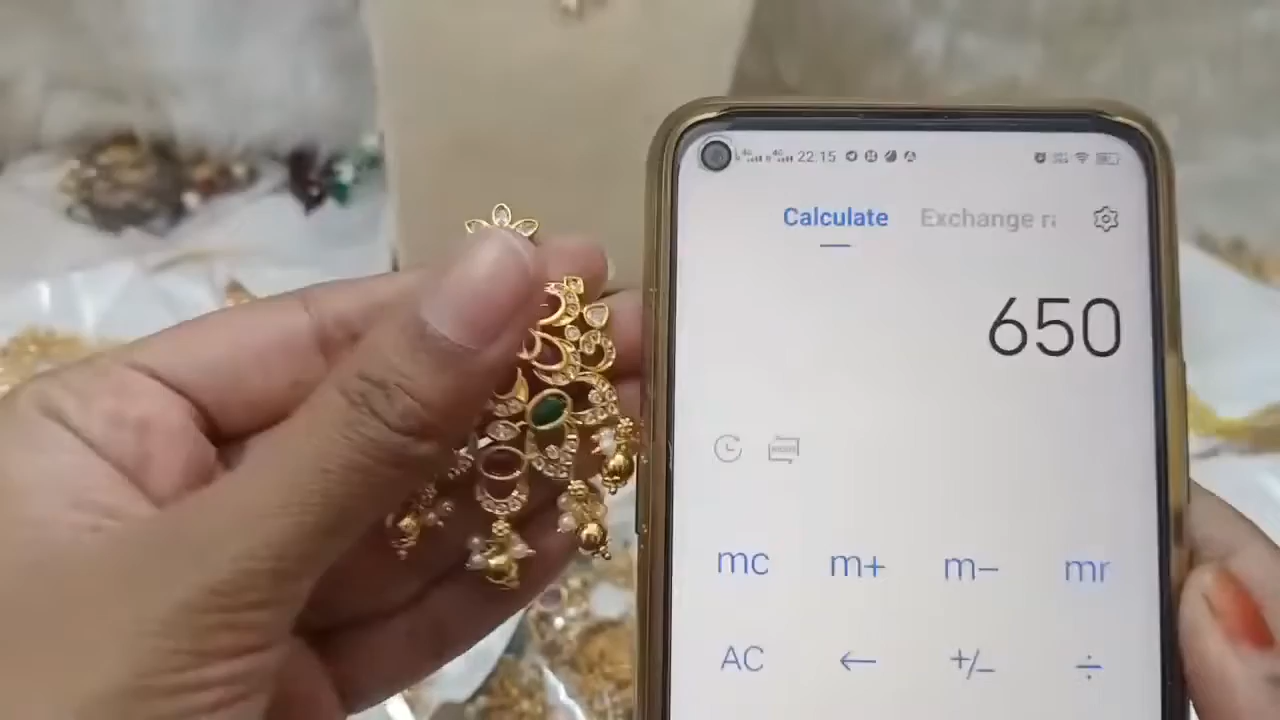 22:15
Calculate Exchange ra
650
mc m+ m− mr
AC ← +/− ÷